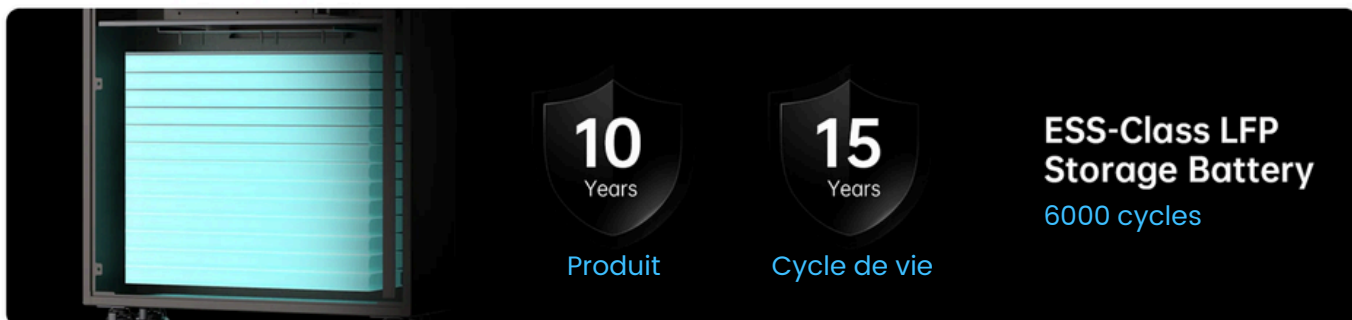 10
Years
Produit
15
Years
Cycle de vie
ESS-Class LFP
Storage Battery
6000 cycles